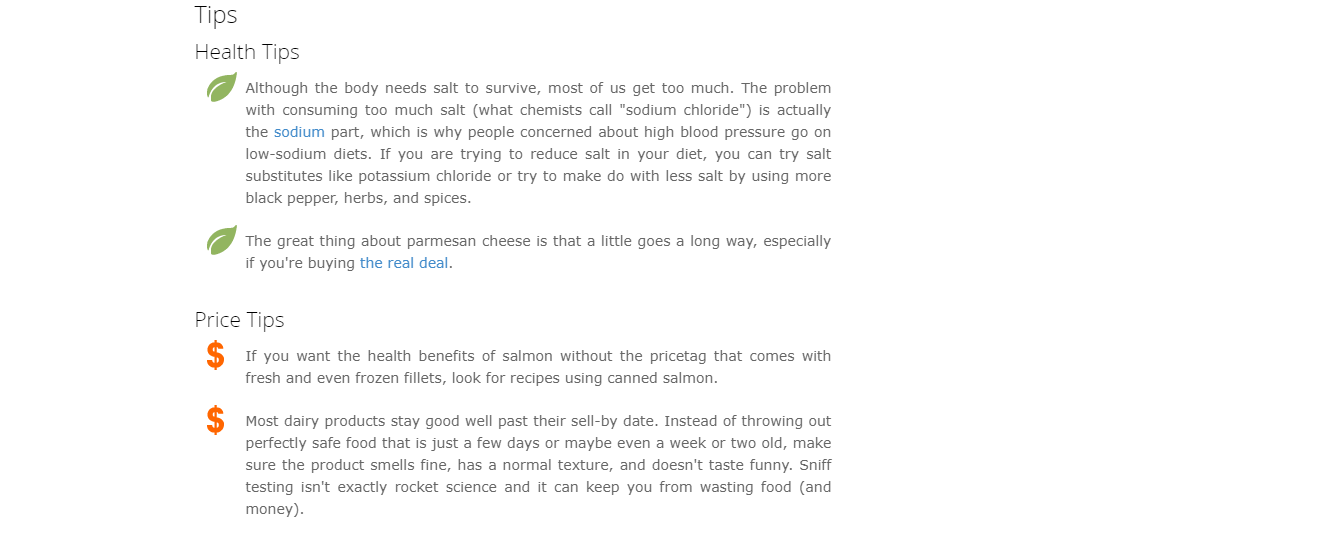 Tips
Health Tips
Although the body needs salt to survive, most of us get too much. The problem
with consuming too much salt (what chemists call "sodium chloride") is actually
the sodium part, which is why people concerned about high blood pressure go on
low-sodium diets. If you are trying to reduce salt in your diet, you can try salt
substitutes like potassium chloride or try to make do with less salt by using more
black pepper, herbs, and spices.
The great thing about parmesan cheese is that a little goes a long way, especially
if you're buying the real deal.
Price Tips
$ If you want the health benefits of salmon without the pricetag that comes with
fresh and even frozen fillets, look for recipes using canned salmon.
$ Most dairy products stay good well past their sell-by date. Instead of throwing out
perfectly safe food that is just a few days or maybe even a week or two old, make
sure the product smells fine, has a normal texture, and doesn't taste funny. Sniff
testing isn't exactly rocket science and it can keep you from wasting food (and
money).